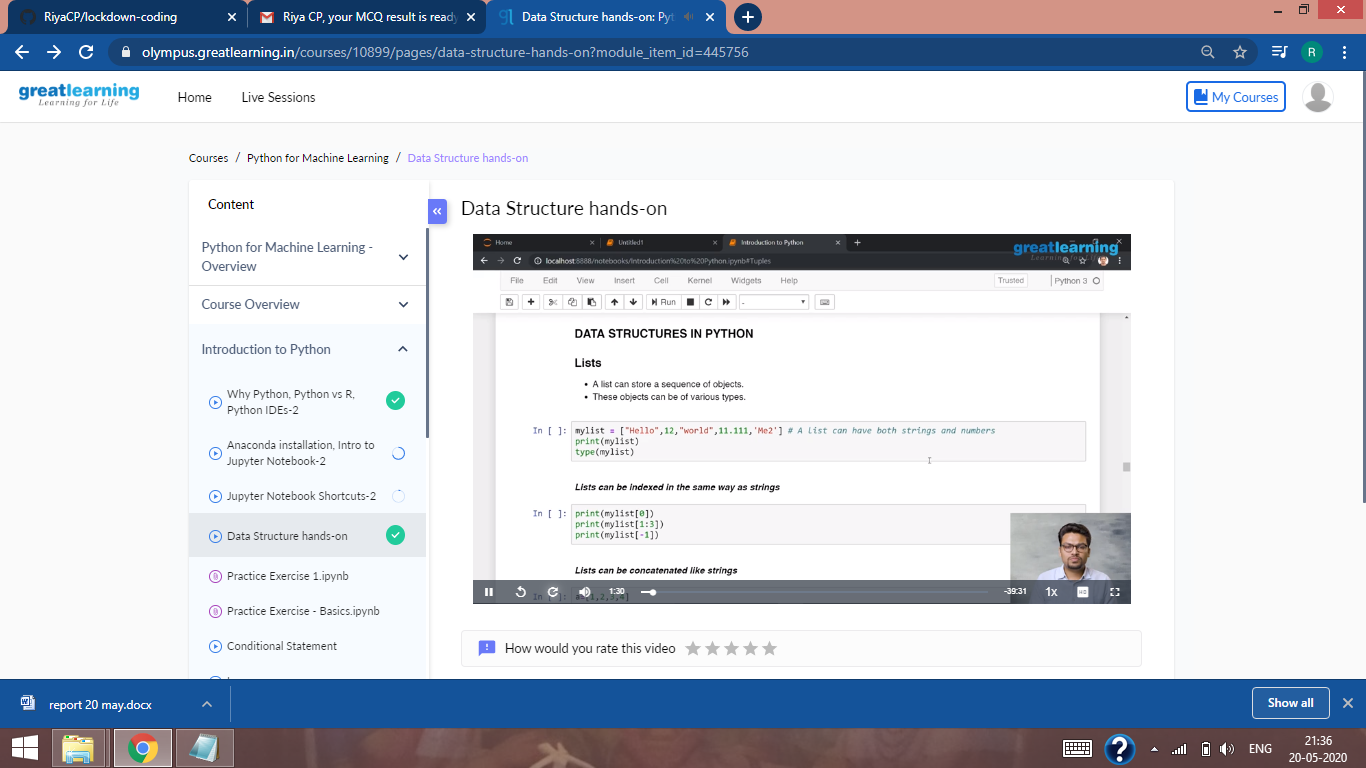 RiyaCP/lockdown-coding
Riya CP, your MCQ result is ready
Data Structure hands-on: Pyt
olympus.greatlearning.in/courses/10899/pages/data-structure-hands-on?module_item_id=445756
R
greatlearning
Learning for Life
Home
Live Sessions
My Courses
Courses / Python for Machine Learning / Data Structure hands-on
Content
Python for Machine Learning -
Overview
Course Overview
Introduction to Python
Why Python, Python vs R,
Python IDEs-2
Anaconda installation, Intro to
Jupyter Notebook-2
Jupyter Notebook Shortcuts-2
Data Structure hands-on
Practice Exercise 1.ipynb
Practice Exercise - Basics.ipynb
Conditional Statement
Data Structure hands-on
Home
Untitled1
Introduction to Python
greatlearning
Learning for Life
localhost:8888/notebooks/Introduction%20to%20Python.ipynb#Tuples
File Edit View Insert Cell Kernel Widgets Help
Trusted
Python 3
Run
DATA STRUCTURES IN PYTHON
Lists
• A list can store a sequence of objects.
• These objects can be of various types.
In [ ]: mylist = ["Hello",12,"world",11.111,'Me2'] # A list can have both strings and numbers
print(mylist)
type(mylist)
Lists can be indexed in the same way as strings
In [ ]: print(mylist[0])
print(mylist[1:3])
print(mylist[-1])
Lists can be concatenated like strings
In [ ]:
1:30
-39:31
1x
How would you rate this video
report 20 may.docx
Show all
ENG
21:36
20-05-2020